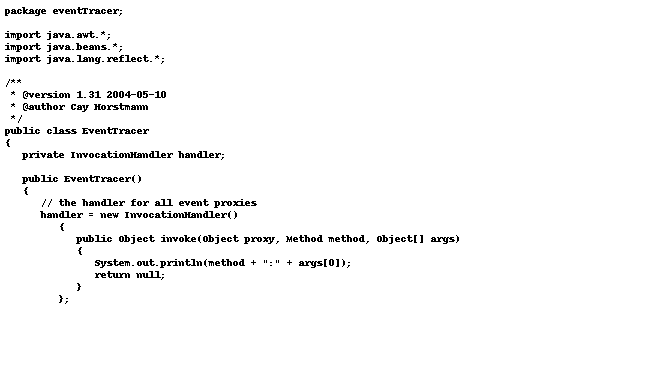 package eventTracer;

import java.awt.*;
import java.beans.*;
import java.lang.reflect.*;

/**
 * @version 1.31 2004-05-10
 * @author Cay Horstmann
 */
public class EventTracer
{
   private InvocationHandler handler;

   public EventTracer()
   {
      // the handler for all event proxies
      handler = new InvocationHandler()
         {
            public Object invoke(Object proxy, Method method, Object[] args)
            {
               System.out.println(method + ":" + args[0]);
               return null;
            }
         };